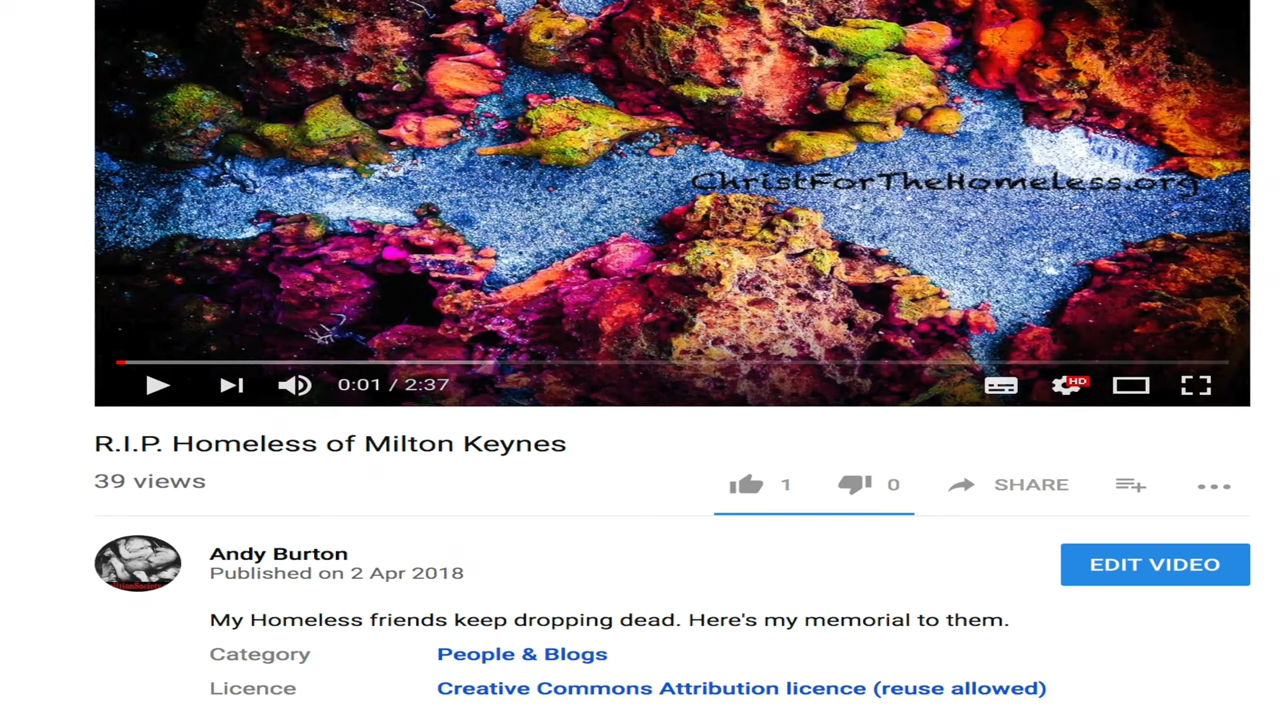 ChristForTheHomeless.org
0:01 / 2:37
HD
R.I.P. Homeless of Milton Keynes
39 views
1 0 SHARE
Andy Burton
Published on 2 Apr 2018
EDIT VIDEO
My Homeless friends keep dropping dead. Here's my memorial to them.
Category People & Blogs
Licence Creative Commons Attribution licence (reuse allowed)